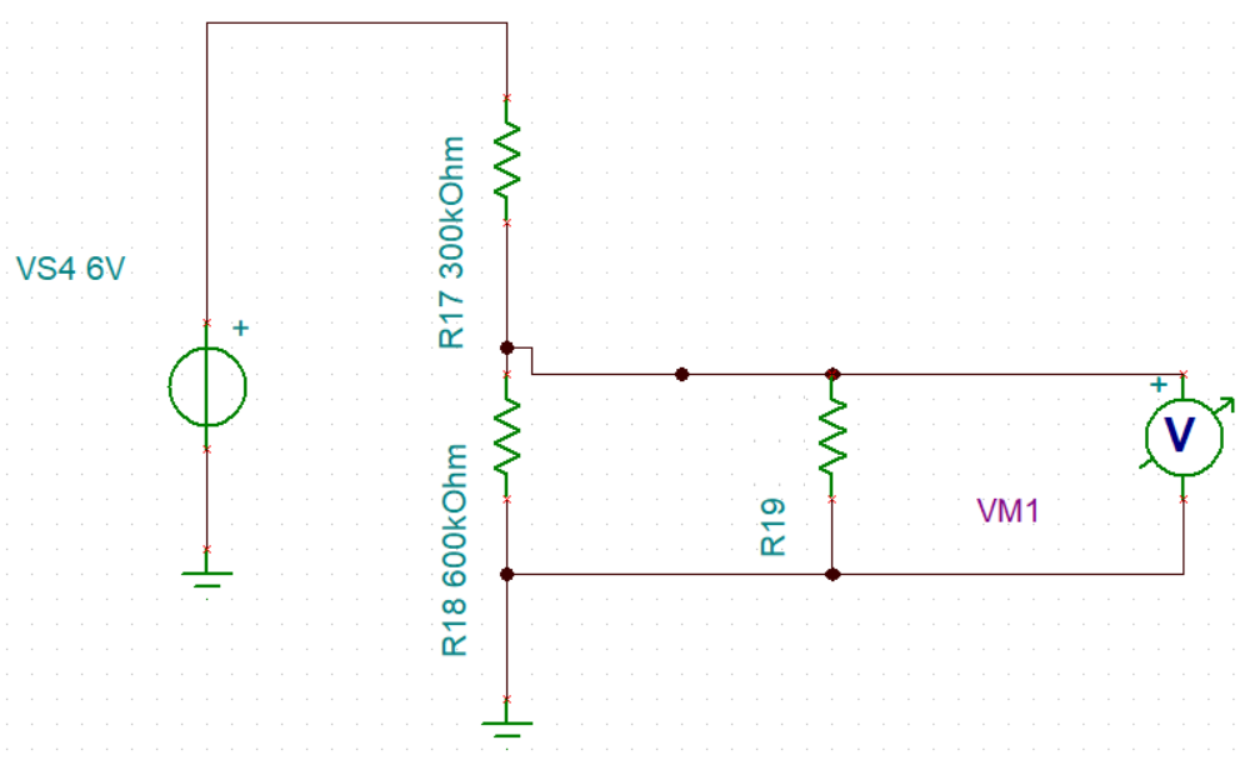 R17 300kOhm
VS4 6V
+
+
V
R18 600kOhm
R19
VM1